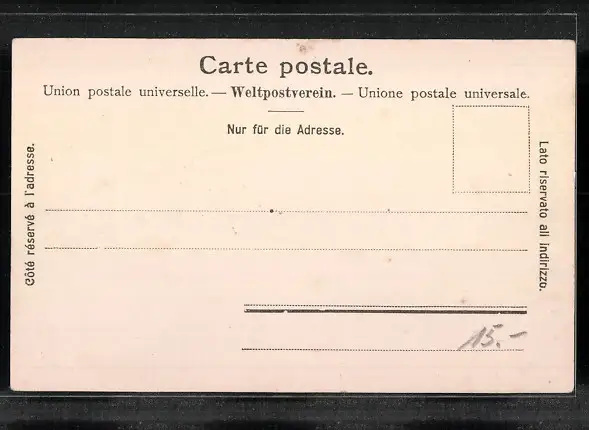 Carte postale.
Union postale universelle. — Weltpostverein. — Unione postale universale.
Nur für die Adresse.
Côté réservé à l'adresse.
Lato riservato all indirizzo.
15.-